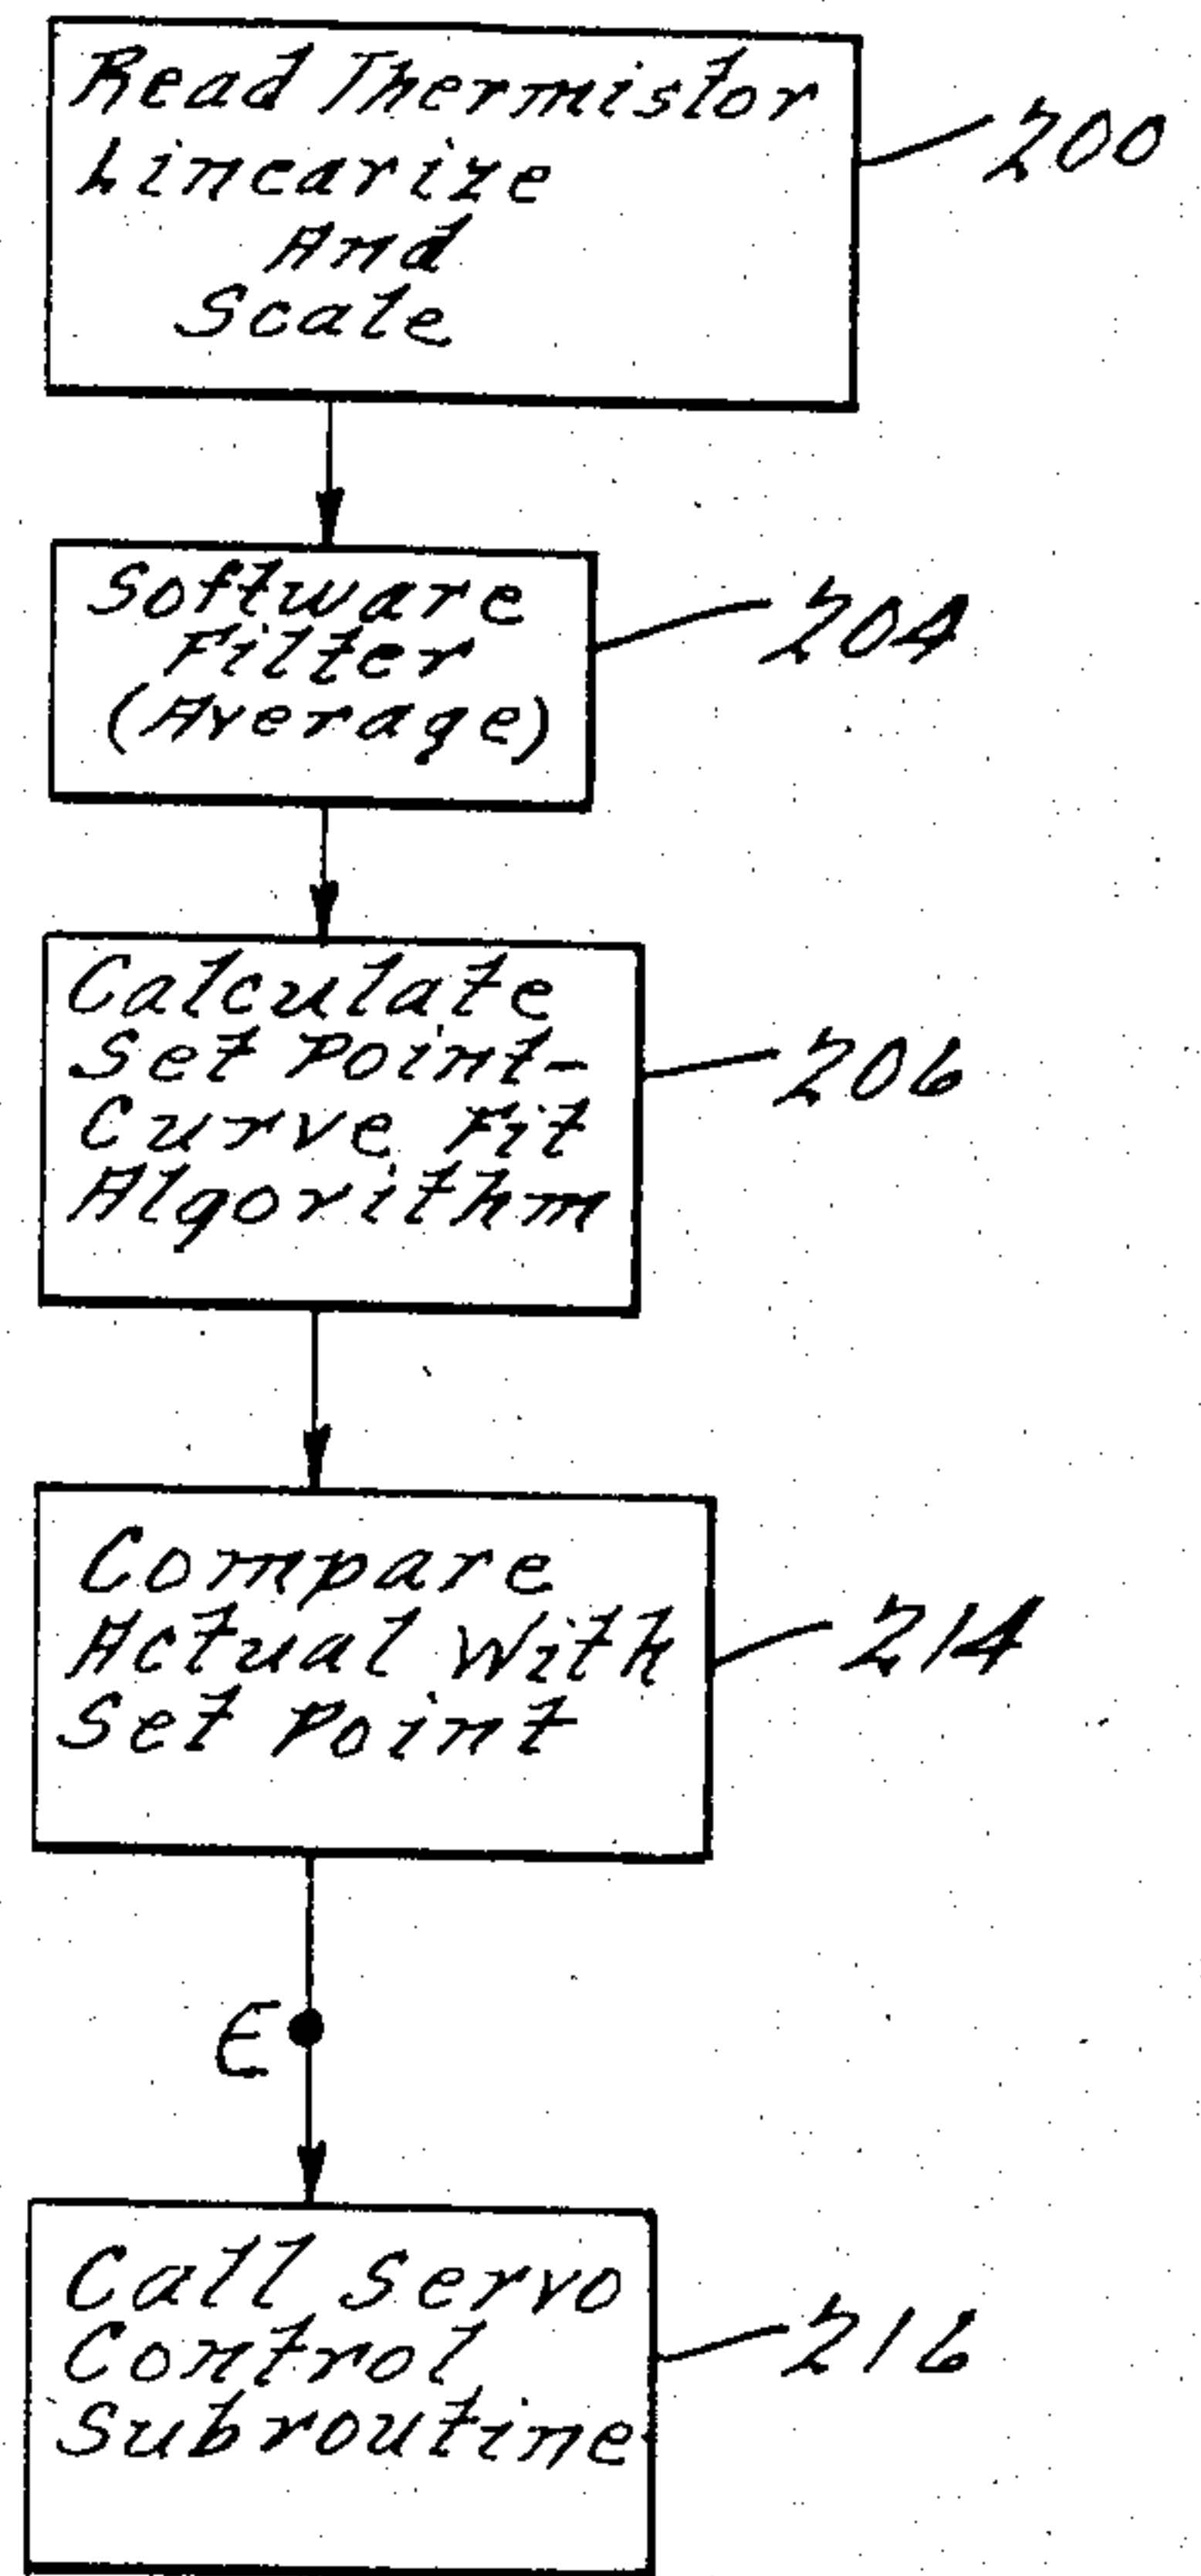 Read Thermistor
Linearize
And
Scale
200
Software
Filter
(Average)
204
Calculate
Set Point-
Curve Fit
Algorithm
206
Compare
Actual With
Set Point
214
E
Call Servo
Control
Subroutine
216